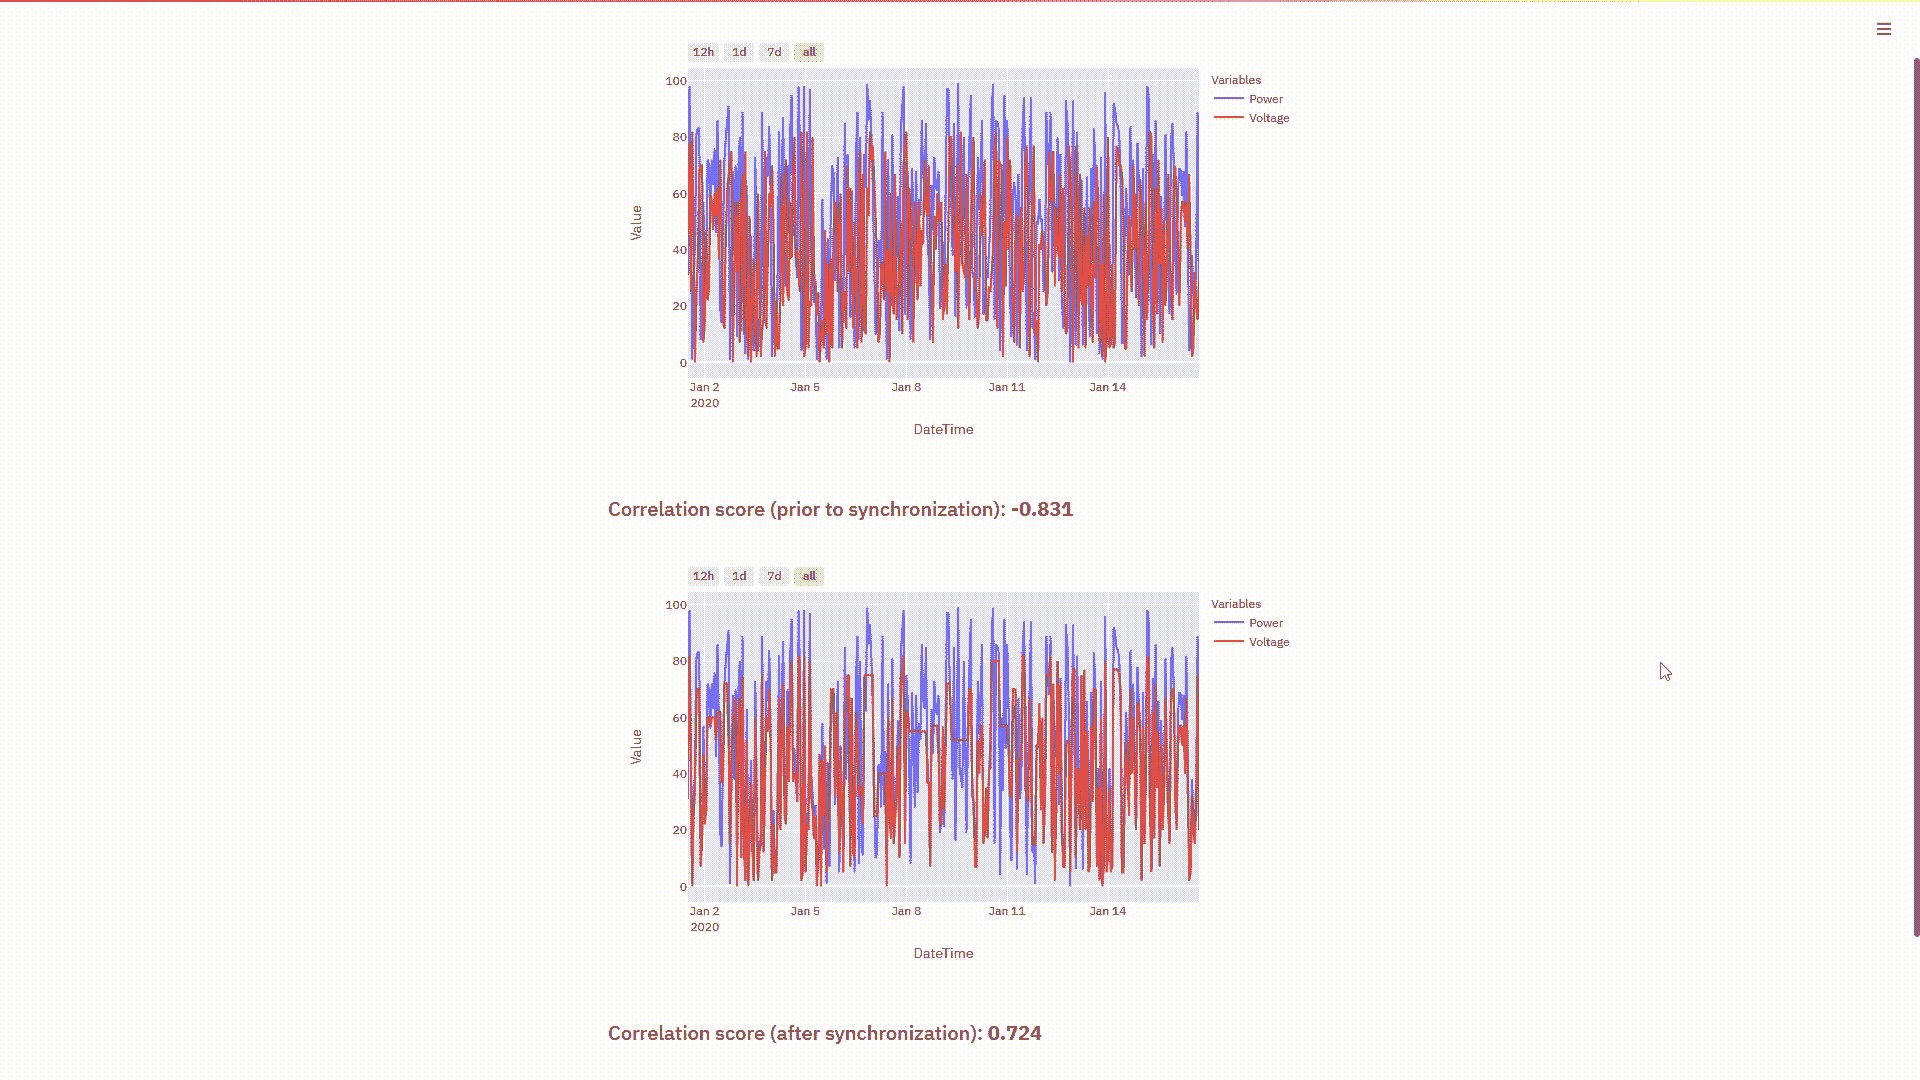 12h 1d 7d all
Variables
Power
Voltage
100
80
60
40
20
0
Value
Jan 2 Jan 5 Jan 8 Jan 11 Jan 14
2020
DateTime
Correlation score (prior to synchronization): -0.831
12h 1d 7d all
Variables
Power
Voltage
100
80
60
40
20
0
Value
Jan 2 Jan 5 Jan 8 Jan 11 Jan 14
2020
DateTime
Correlation score (after synchronization): 0.724